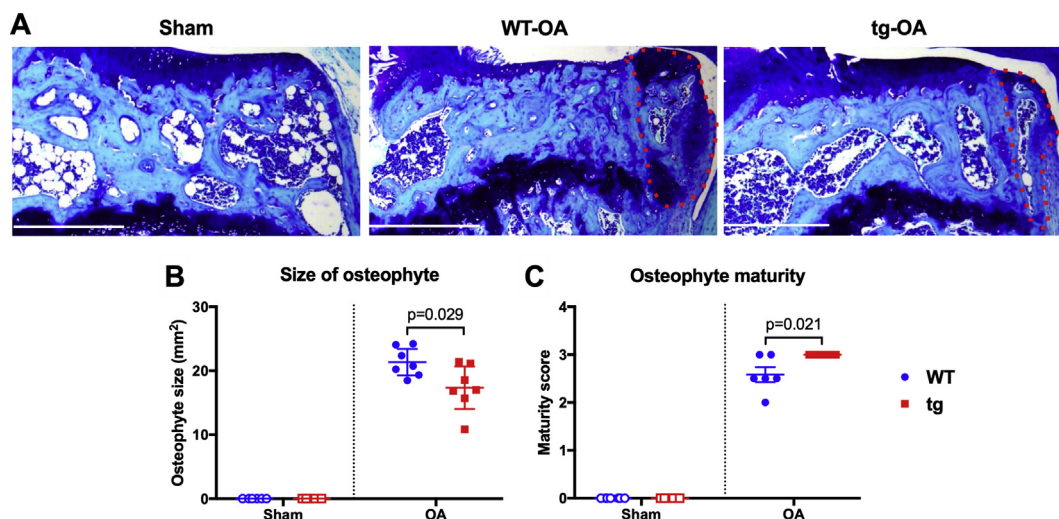 A
Sham
WT-OA
tg-OA
B
Size of osteophyte
Osteophyte size (mm²)
30
20
10
0
p=0.029
Sham
OA
C
Osteophyte maturity
Maturity score
4
3
2
1
0
p=0.021
Sham
OA
WT
tg